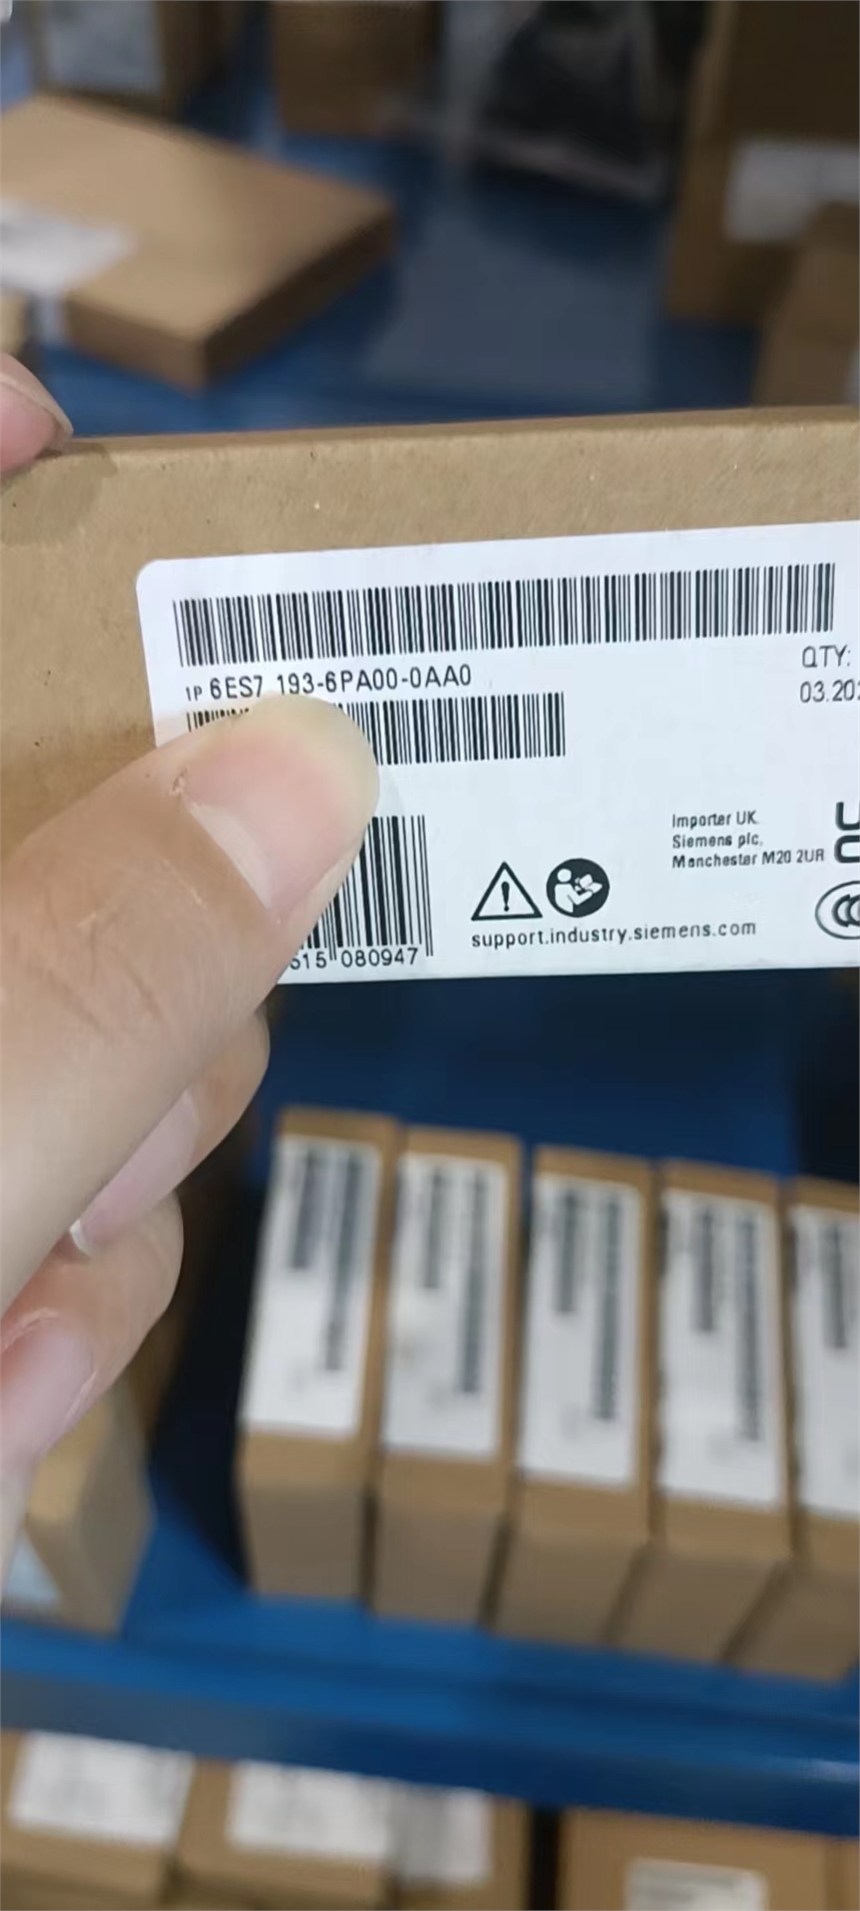 1P 6ES7 193-6PA00-0AA0
QTY:
03.20
Importer UK
Siemens plc,
Manchester M20 2UR
support.industry.siemens.com
515 080947